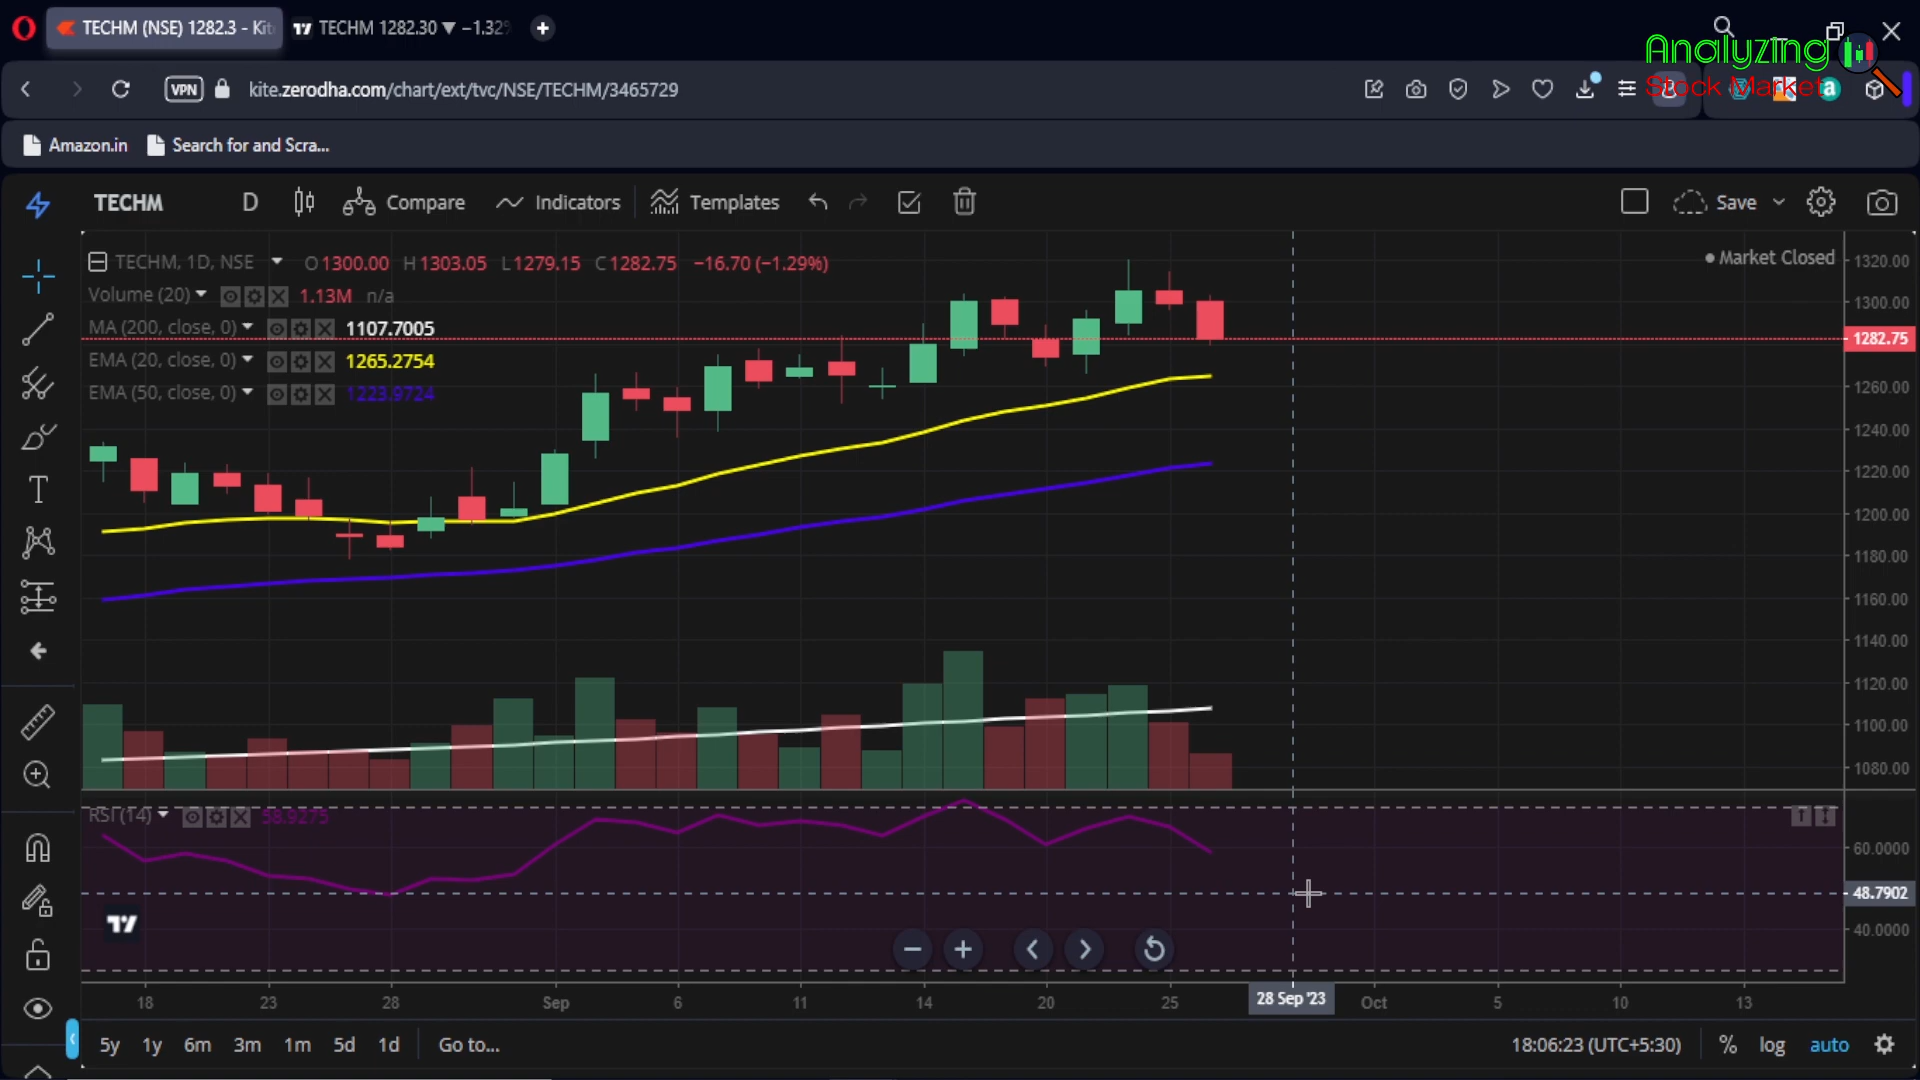 TECHM (NSE) 1282.3 - Kit
TECHM 1282.30 ▼ −1.32%
Analyzing
Stock Market
VPN
kite.zerodha.com/chart/ext/tvc/NSE/TECHM/3465729
Amazon.in
Search for and Scra...
TECHM
D
Compare
Indicators
Templates
Save
TECHM, 1D, NSE
O1300.00 H1303.05 L1279.15 C1282.75 −16.70 (−1.29%)
Market Closed
Volume (20)
1.13M n/a
MA (200, close, 0)
1107.7005
EMA (20, close, 0)
1265.2754
EMA (50, close, 0)
1223.9724
1320.00
1300.00
1282.75
1260.00
1240.00
1220.00
1200.00
1180.00
1160.00
1140.00
1120.00
1100.00
1080.00
RSI (14)
58.9275
60.0000
48.7902
40.0000
18 23 28 Sep 6 11 14 20 25 28 Sep '23 Oct 5 10 13
5y 1y 6m 3m 1m 5d 1d Go to...
18:06:23 (UTC+5:30) % log auto